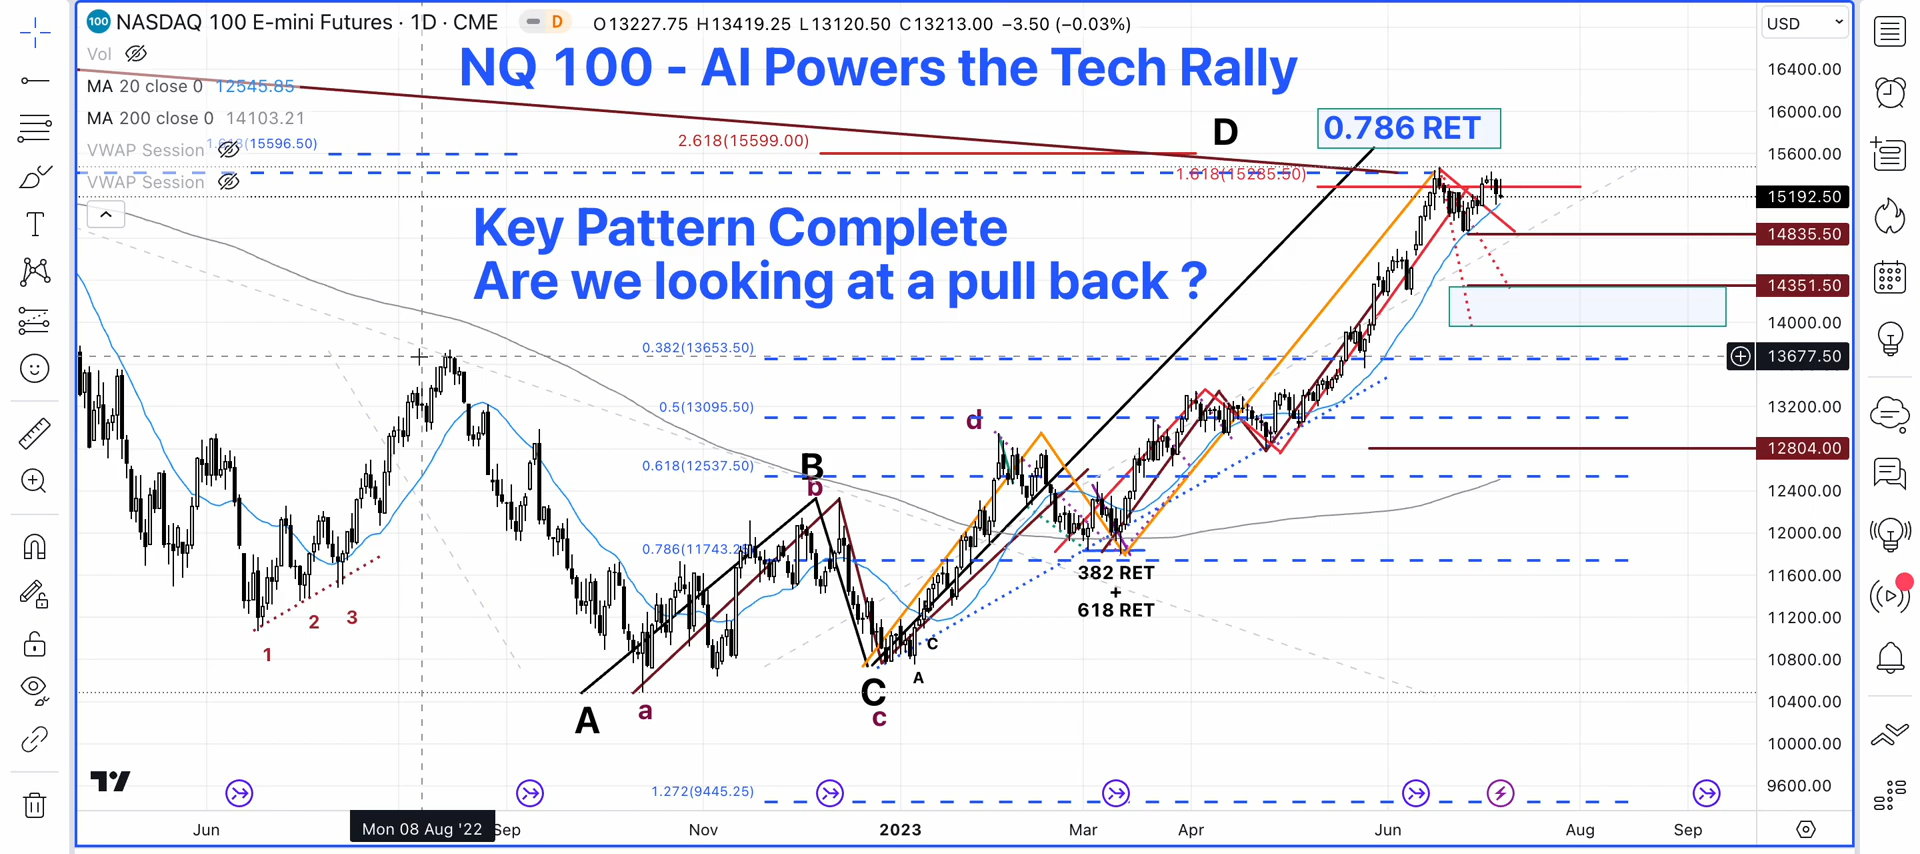 100 NASDAQ 100 E-mini Futures · 1D · CME D O13227.75 H13419.25 L13120.50 C13213.00 −3.50 (−0.03%)
USD
Vol
NQ 100 - AI Powers the Tech Rally
MA 20 close 0 12545.85
MA 200 close 0 14103.21
VWAP Session
(15596.50)
VWAP Session
2.618(15599.00)
D
0.786 RET
1.618(15285.50)
Key Pattern Complete
Are we looking at a pull back ?
16400.00
16000.00
15600.00
15192.50
14835.50
14351.50
14000.00
13677.50
13200.00
12804.00
12400.00
12000.00
11600.00
11200.00
10800.00
10400.00
10000.00
9600.00
0.382(13653.50)
0.5(13095.50)
d
0.618(12537.50)
B
b
0.786(11743.25)
382 RET
+
618 RET
1
2
3
A
a
C
c
C
A
1.272(9445.25)
Jun
Mon 08 Aug '22
Sep
Nov
2023
Mar
Apr
Jun
Aug
Sep